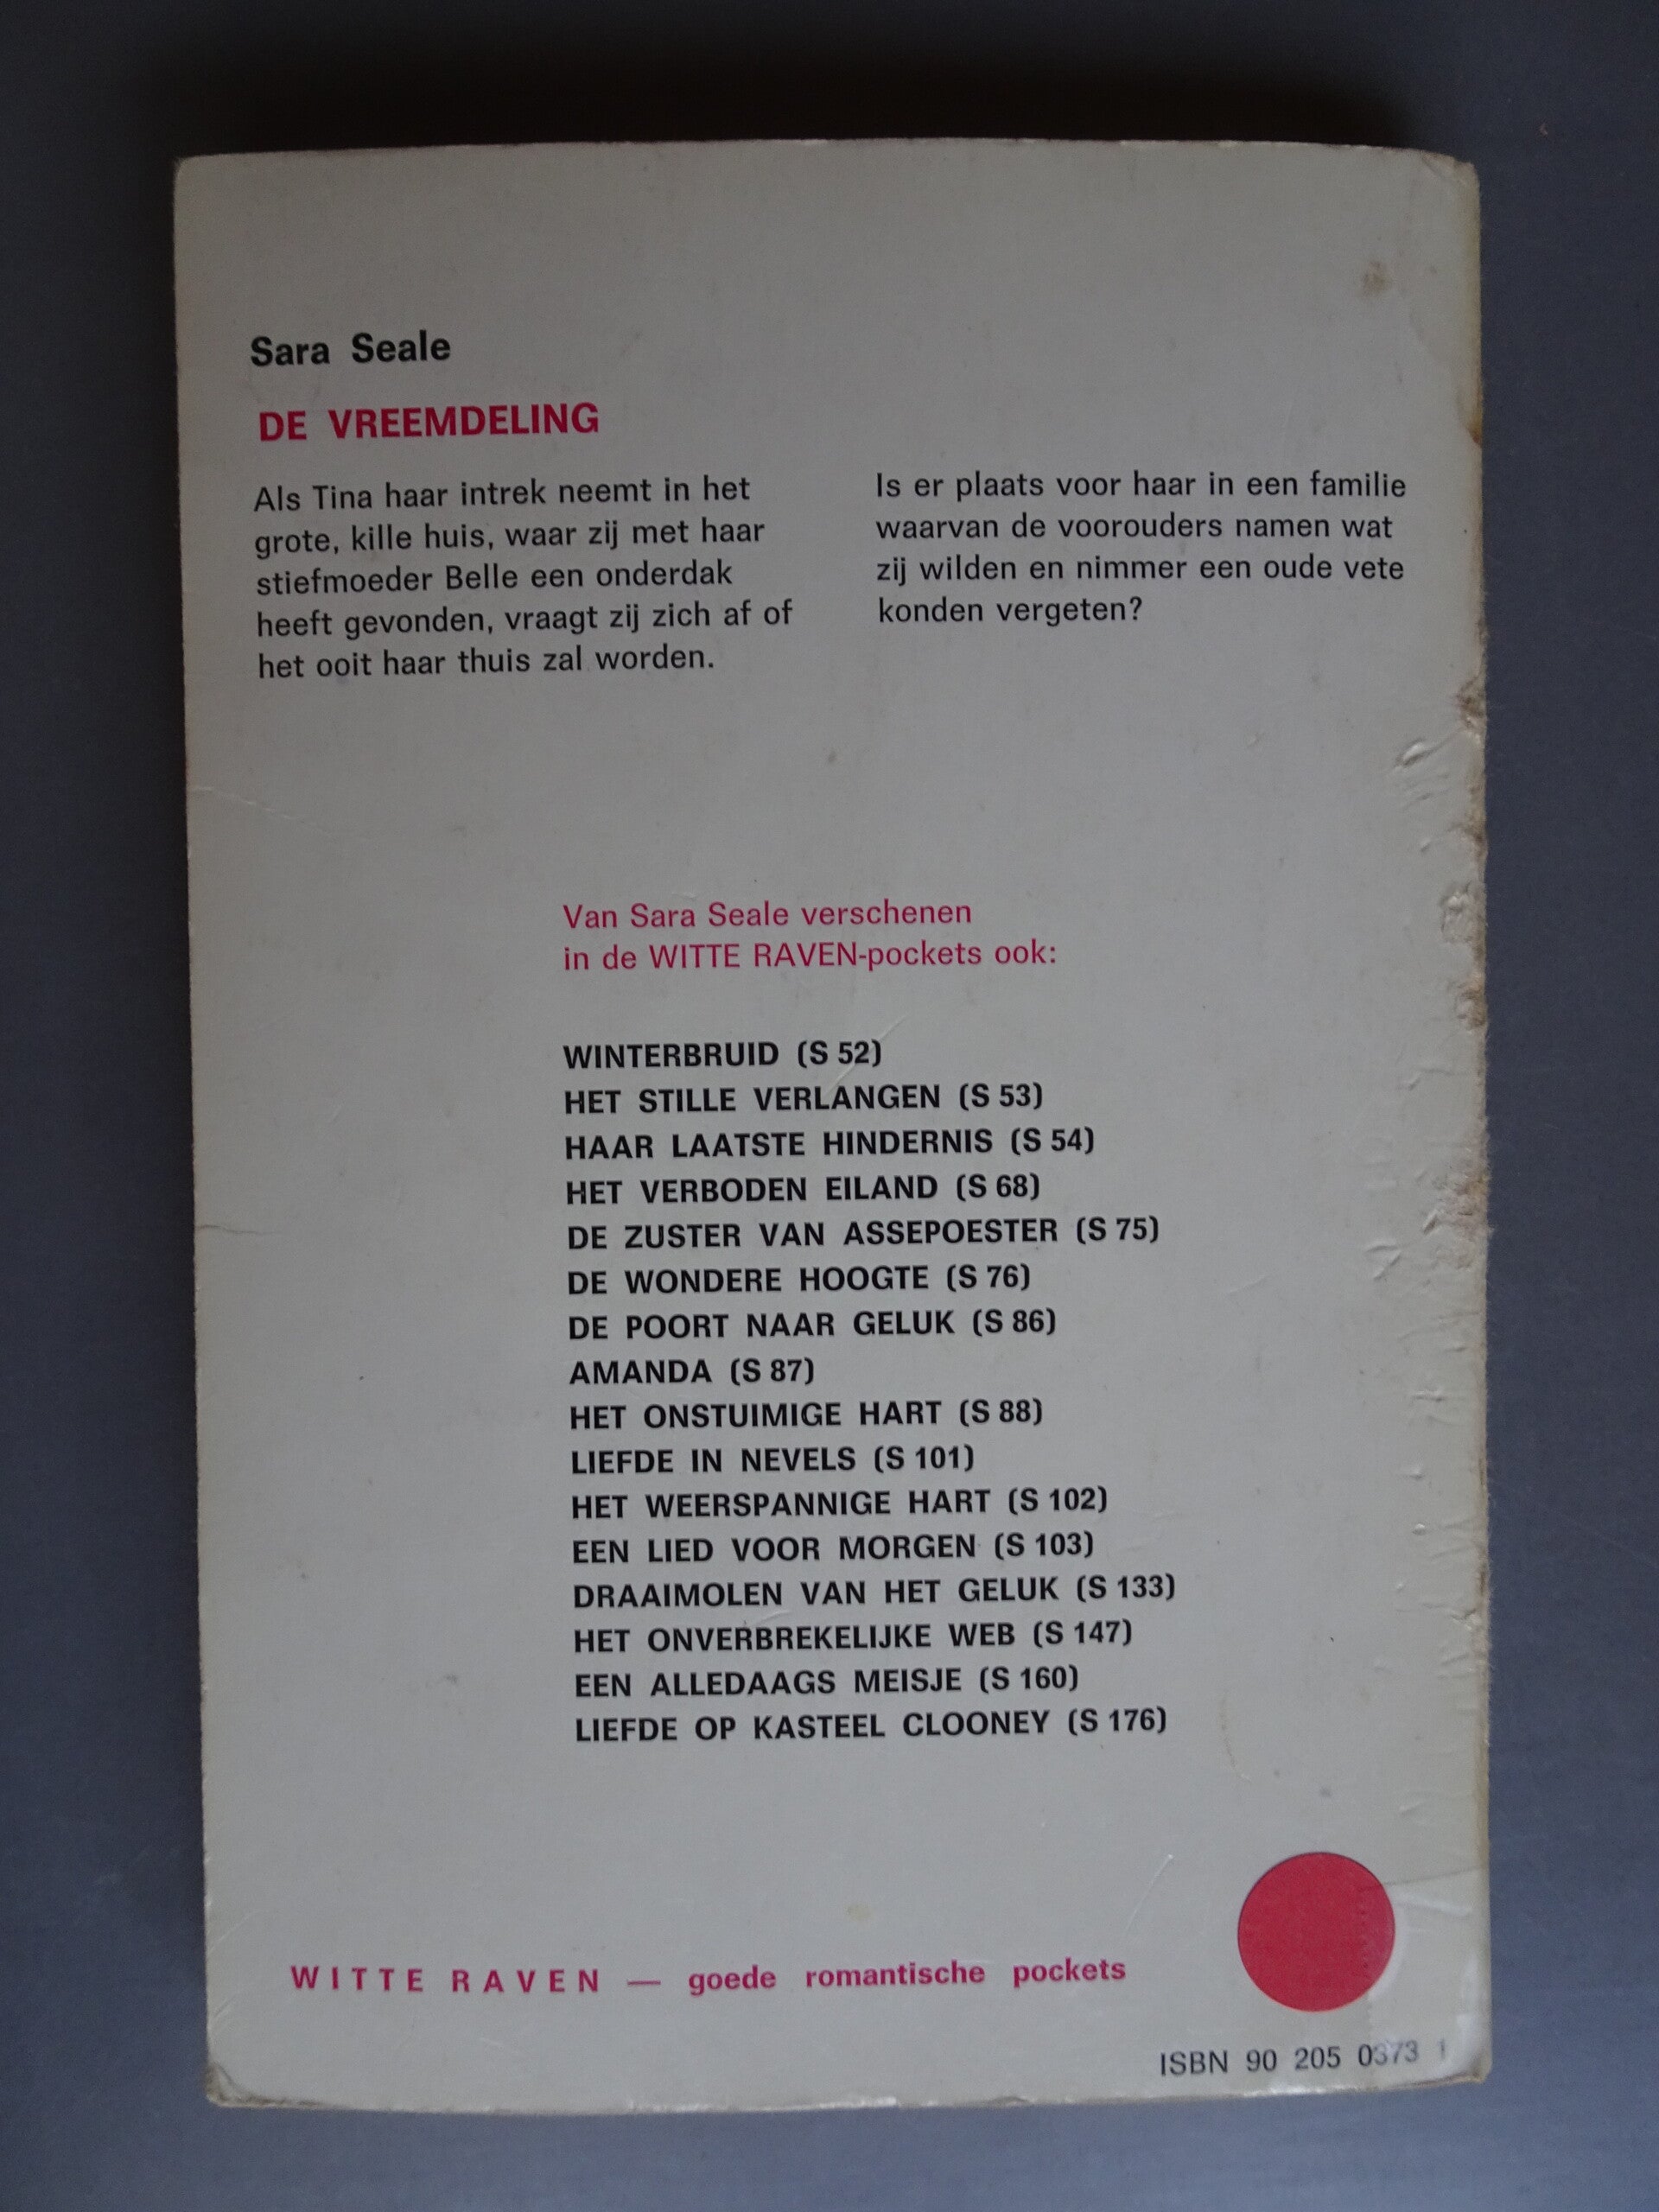 Sara Seale
DE VREEMDELING
Als Tina haar intrek neemt in het
grote, kille huis, waar zij met haar
stiefmoeder Belle een onderdak
heeft gevonden, vraagt zij zich af of
het ooit haar thuis zal worden.
Is er plaats voor haar in een familie
waarvan de voorouders namen wat
zij wilden en nimmer een oude vete
konden vergeten?
Van Sara Seale verschenen
in de WITTE RAVEN-pockets ook:
WINTERBRUID (S 52)
HET STILLE VERLANGEN (S 53)
HAAR LAATSTE HINDERNIS (S 54)
HET VERBODEN EILAND (S 68)
DE ZUSTER VAN ASSEPOESTER (S 75)
DE WONDERE HOOGTE (S 76)
DE POORT NAAR GELUK (S 86)
AMANDA (S 87)
HET ONSTUIMIGE HART (S 88)
LIEFDE IN NEVELS (S 101)
HET WEERSPANNIGE HART (S 102)
EEN LIED VOOR MORGEN (S 103)
DRAAIMOLEN VAN HET GELUK (S 133)
HET ONVERBREKELIJKE WEB (S 147)
EEN ALLEDAAGS MEISJE (S 160)
LIEFDE OP KASTEEL CLOONEY (S 176)
WITTE RAVEN — goede romantische pockets
ISBN 90 205 0373 1